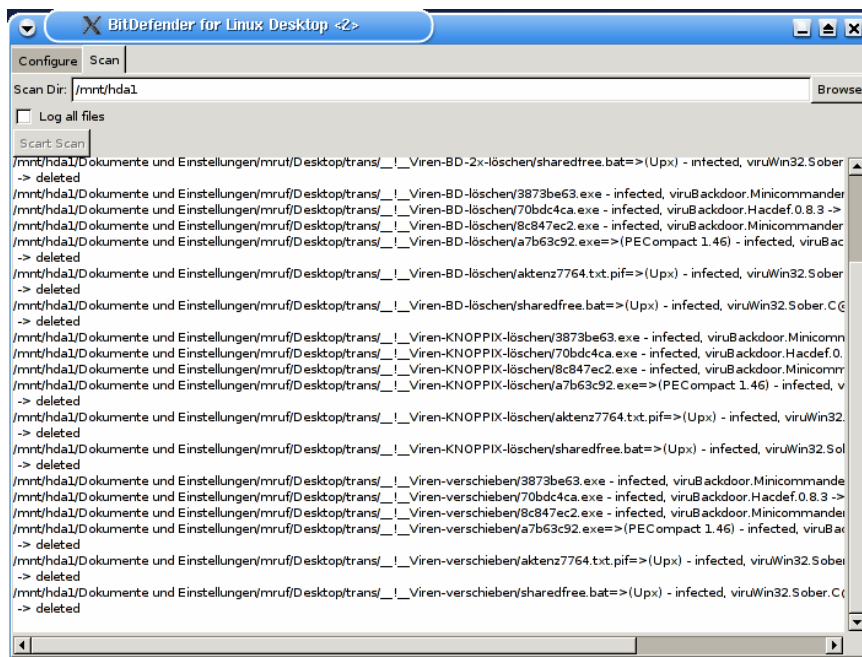 BitDefender for Linux Desktop <2>
Configure Scan
Scan Dir: /mnt/hda1 Browse
Log all files
Scart Scan
/mnt/hda1/Dokumente und Einstellungen/mruf/Desktop/trans/__!__Viren-BD-2x-löschen/sharedfree.bat=>(Upx) - infected, viruWin32.Sober
-> deleted
/mnt/hda1/Dokumente und Einstellungen/mruf/Desktop/trans/__!__Viren-BD-löschen/3873be63.exe - infected, viruBackdoor.Minicommander
/mnt/hda1/Dokumente und Einstellungen/mruf/Desktop/trans/__!__Viren-BD-löschen/70bdc4ca.exe - infected, viruBackdoor.Hacdef.0.8.3 ->
/mnt/hda1/Dokumente und Einstellungen/mruf/Desktop/trans/__!__Viren-BD-löschen/8c847ec2.exe - infected, viruBackdoor.Minicommander
/mnt/hda1/Dokumente und Einstellungen/mruf/Desktop/trans/__!__Viren-BD-löschen/a7b63c92.exe=>(PECompact 1.46) - infected, viruBac
-> deleted
/mnt/hda1/Dokumente und Einstellungen/mruf/Desktop/trans/__!__Viren-BD-löschen/aktenz7764.txt.pif=>(Upx) - infected, viruWin32.Sober
-> deleted
/mnt/hda1/Dokumente und Einstellungen/mruf/Desktop/trans/__!__Viren-BD-löschen/sharedfree.bat=>(Upx) - infected, viruWin32.Sober.C@
-> deleted
/mnt/hda1/Dokumente und Einstellungen/mruf/Desktop/trans/__!__Viren-KNOPPIX-löschen/3873be63.exe - infected, viruBackdoor.Minicomn
/mnt/hda1/Dokumente und Einstellungen/mruf/Desktop/trans/__!__Viren-KNOPPIX-löschen/70bdc4ca.exe - infected, viruBackdoor.Hacdef.0.
/mnt/hda1/Dokumente und Einstellungen/mruf/Desktop/trans/__!__Viren-KNOPPIX-löschen/8c847ec2.exe - infected, viruBackdoor.Minicomm
/mnt/hda1/Dokumente und Einstellungen/mruf/Desktop/trans/__!__Viren-KNOPPIX-löschen/a7b63c92.exe=>(PECompact 1.46) - infected, v
-> deleted
/mnt/hda1/Dokumente und Einstellungen/mruf/Desktop/trans/__!__Viren-KNOPPIX-löschen/aktenz7764.txt.pif=>(Upx) - infected, viruWin32.
-> deleted
/mnt/hda1/Dokumente und Einstellungen/mruf/Desktop/trans/__!__Viren-KNOPPIX-löschen/sharedfree.bat=>(Upx) - infected, viruWin32.Sol
-> deleted
/mnt/hda1/Dokumente und Einstellungen/mruf/Desktop/trans/__!__Viren-verschieben/3873be63.exe - infected, viruBackdoor.Minicommande
/mnt/hda1/Dokumente und Einstellungen/mruf/Desktop/trans/__!__Viren-verschieben/70bdc4ca.exe - infected, viruBackdoor.Hacdef.0.8.3 ->
/mnt/hda1/Dokumente und Einstellungen/mruf/Desktop/trans/__!__Viren-verschieben/8c847ec2.exe - infected, viruBackdoor.Minicommander
/mnt/hda1/Dokumente und Einstellungen/mruf/Desktop/trans/__!__Viren-verschieben/a7b63c92.exe=>(PECompact 1.46) - infected, viruBac
-> deleted
/mnt/hda1/Dokumente und Einstellungen/mruf/Desktop/trans/__!__Viren-verschieben/aktenz7764.txt.pif=>(Upx) - infected, viruWin32.Sober
-> deleted
/mnt/hda1/Dokumente und Einstellungen/mruf/Desktop/trans/__!__Viren-verschieben/sharedfree.bat=>(Upx) - infected, viruWin32.Sober.C@
-> deleted